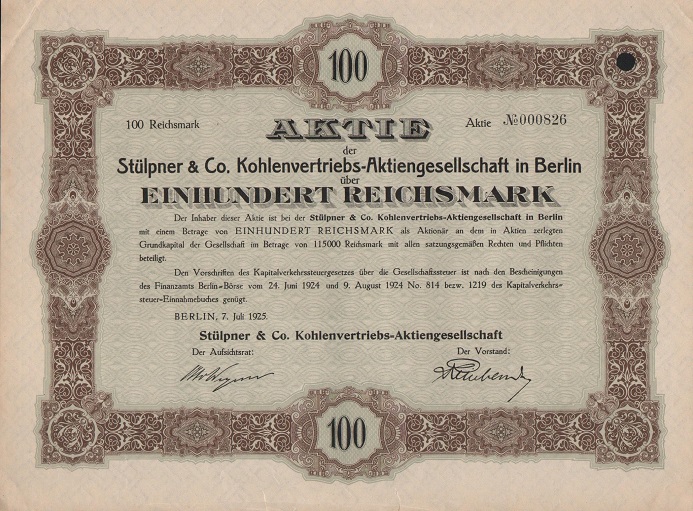 100
100 Reichsmark AKTIE Aktie №000826
der
Stülpner & Co. Kohlenvertriebs-Aktiengesellschaft in Berlin
über
EINHUNDERT REICHSMARK
Der Inhaber dieser Aktie ist bei der Stülpner & Co. Kohlenvertriebs-Aktiengesellschaft in Berlin
mit einem Betrage von EINHUNDERT REICHSMARK als Aktionär an dem in Aktien zerlegten
Grundkapital der Gesellschaft im Betrage von 115000 Reichsmark mit allen satzungsgemäßen Rechten und Pflichten
beteiligt.
Den Vorschriften des Kapitalverkehrssteuergesetzes über die Gesellschaftssteuer ist nach den Bescheinigungen
des Finanzamts Berlin-Börse vom 24. Juni 1924 und 9. August 1924 No. 814 bezw. 1219 des Kapitalverkehrs-
steuer-Einnahmebuches genügt.
BERLIN, 7. Juli 1925.
Stülpner & Co. Kohlenvertriebs-Aktiengesellschaft
Der Aufsichtsrat: Der Vorstand:
100